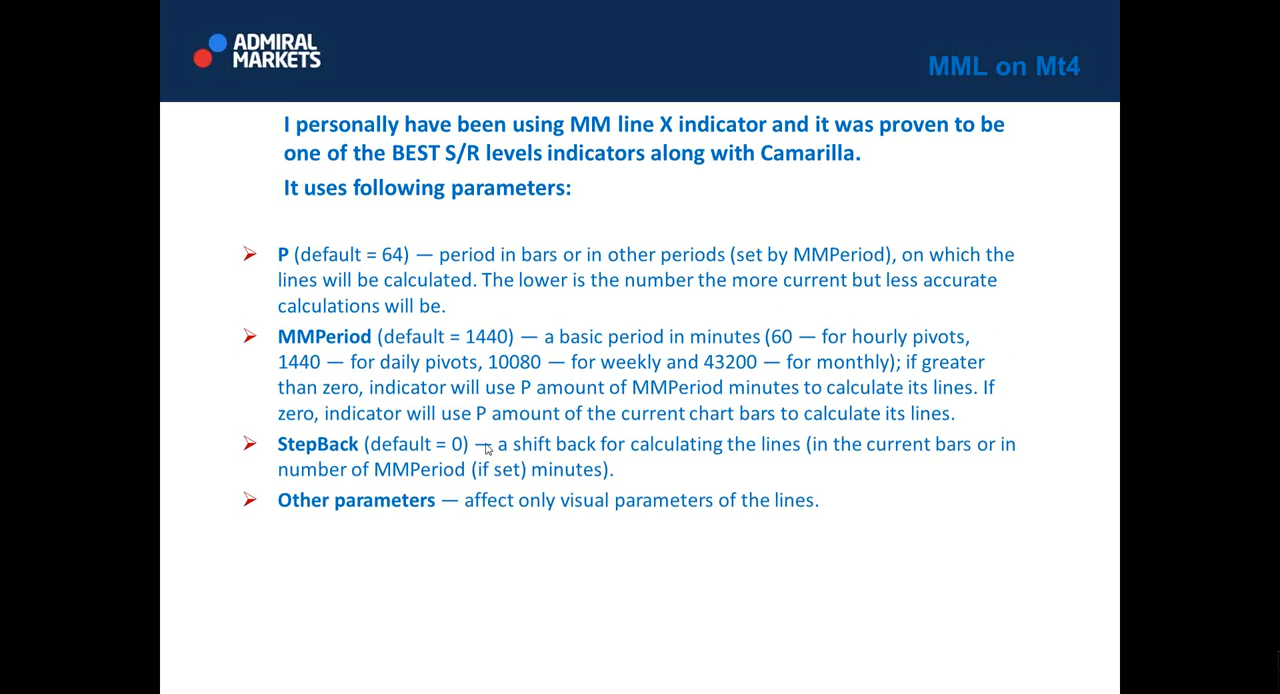 ADMIRAL
MARKETS
MML on Mt4
I personally have been using MM line X indicator and it was proven to be
one of the BEST S/R levels indicators along with Camarilla.
It uses following parameters:
P (default = 64) — period in bars or in other periods (set by MMPeriod), on which the
lines will be calculated. The lower is the number the more current but less accurate
calculations will be.
MMPeriod (default = 1440) — a basic period in minutes (60 — for hourly pivots,
1440 — for daily pivots, 10080 — for weekly and 43200 — for monthly); if greater
than zero, indicator will use P amount of MMPeriod minutes to calculate its lines. If
zero, indicator will use P amount of the current chart bars to calculate its lines.
StepBack (default = 0) — a shift back for calculating the lines (in the current bars or in
number of MMPeriod (if set) minutes).
Other parameters — affect only visual parameters of the lines.